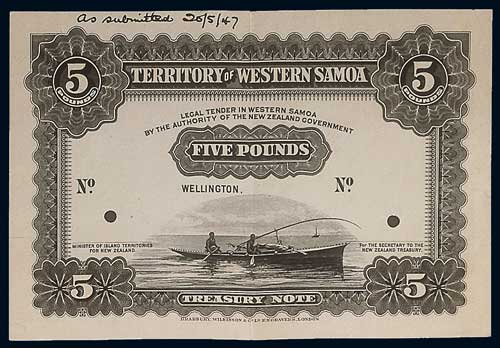 As submitted 20/5/47
5
POUNDS
TERRITORY OF WESTERN SAMOA
5
POUNDS
LEGAL TENDER IN WESTERN SAMOA
BY THE AUTHORITY OF THE NEW ZEALAND GOVERNMENT
FIVE POUNDS
No
WELLINGTON,
No
MINISTER OF ISLAND TERRITORIES
FOR NEW ZEALAND.
For THE SECRETARY TO THE
NEW ZEALAND TREASURY.
5
TREASURY NOTE
5
BRADBURY, WILKINSON & Co Ld ENGRAVERS, LONDON